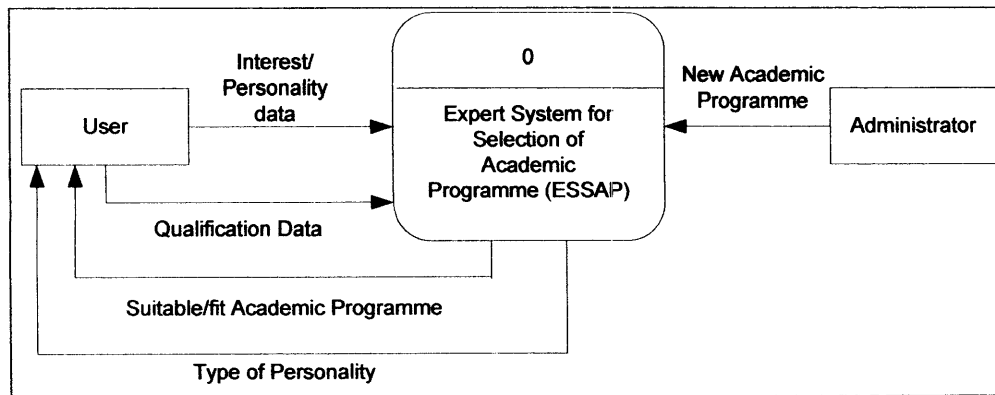 0
Interest/
Personality
data
New Academic
Programme
User
Expert System for
Selection of
Academic
Programme (ESSAP)
Administrator
Qualification Data
Suitable/fit Academic Programme
Type of Personality